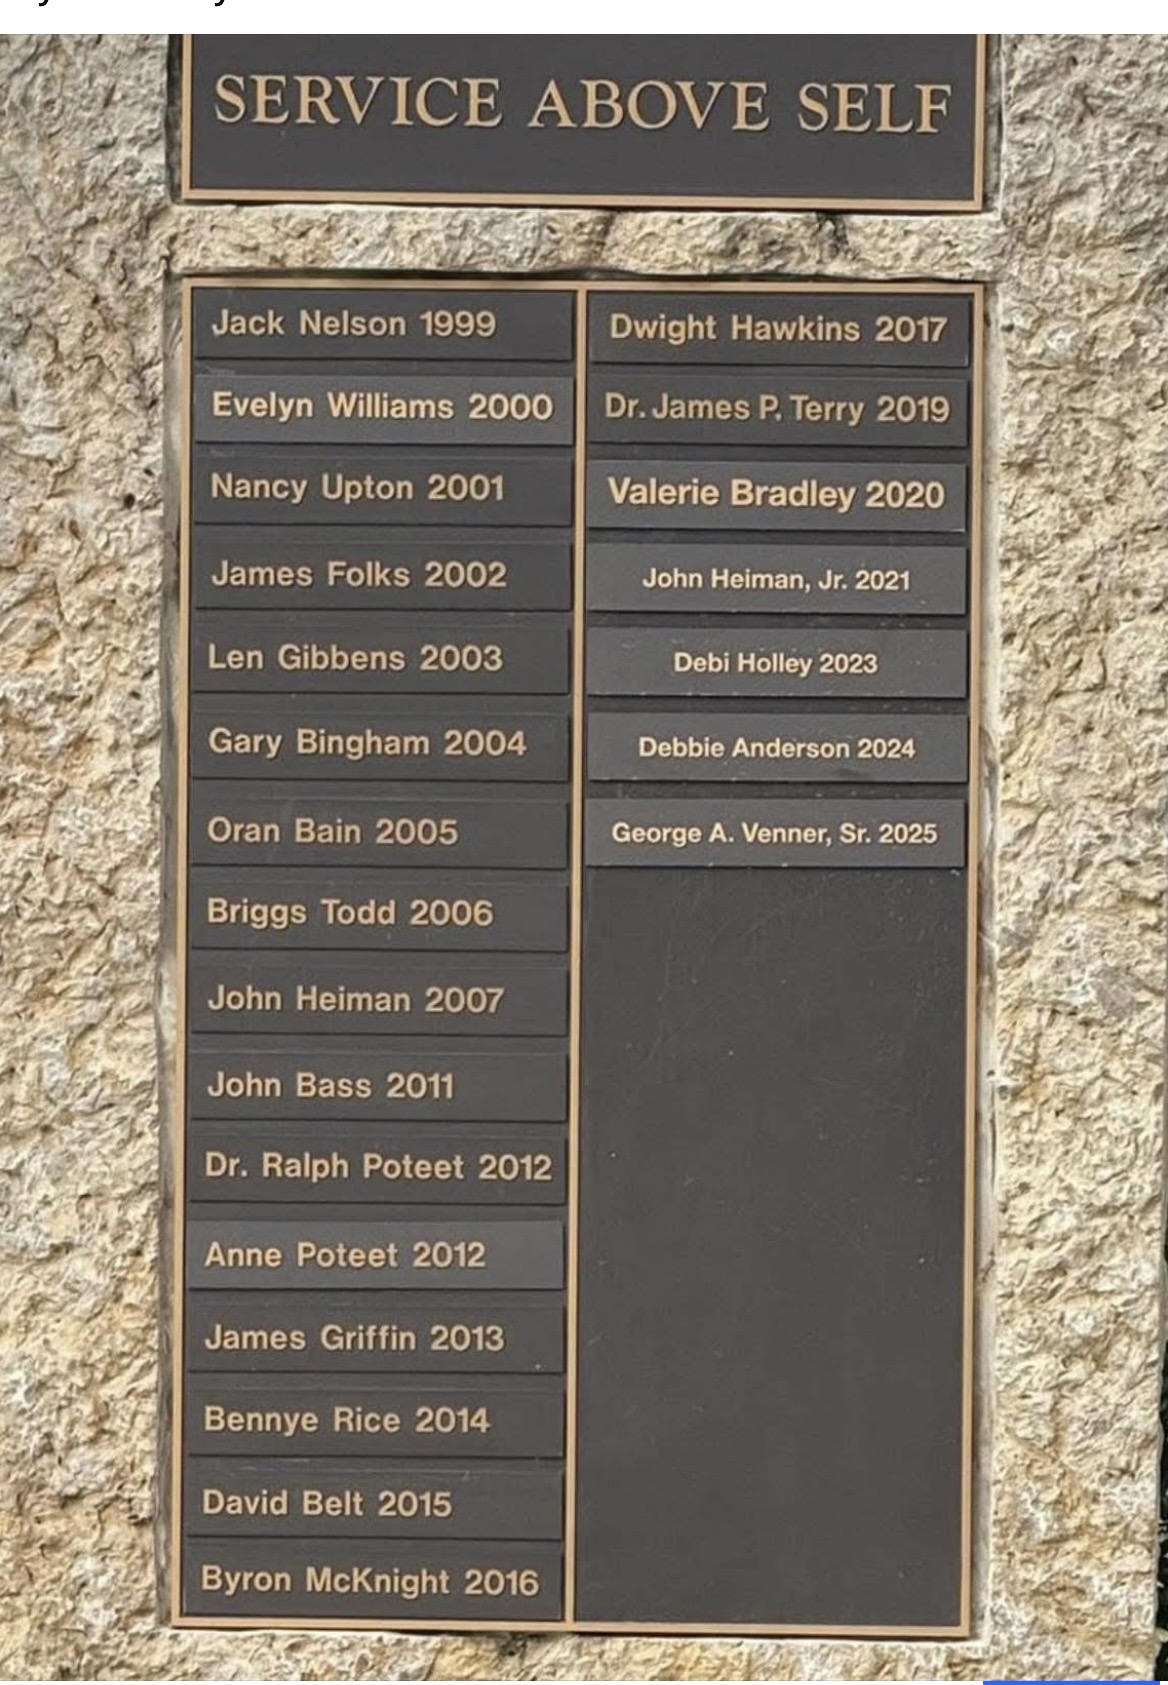 SERVICE ABOVE SELF
Jack Nelson 1999
Evelyn Williams 2000
Nancy Upton 2001
James Folks 2002
Len Gibbens 2003
Gary Bingham 2004
Oran Bain 2005
Briggs Todd 2006
John Heiman 2007
John Bass 2011
Dr. Ralph Poteet 2012
Anne Poteet 2012
James Griffin 2013
Bennye Rice 2014
David Belt 2015
Byron McKnight 2016
Dwight Hawkins 2017
Dr. James P. Terry 2019
Valerie Bradley 2020
John Heiman, Jr. 2021
Debi Holley 2023
Debbie Anderson 2024
George A. Venner, Sr. 2025